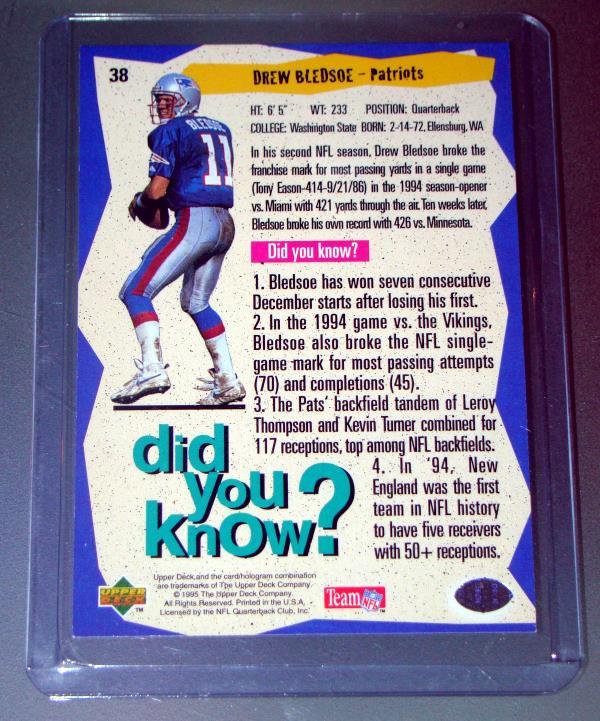 38
DREW BLEDSOE - Patriots
HT: 6' 5" WT: 233 POSITION: Quarterback
COLLEGE: Washington State BORN: 2-14-72, Ellensburg, WA
In his second NFL season, Drew Bledsoe broke the
franchise mark for most passing yards in a single game
(Tony Eason-414-9/21/86) in the 1994 season-opener
vs. Miami with 421 yards through the air. Ten weeks later,
Bledsoe broke his own record with 426 vs. Minnesota.
BLEDSOE
11
Did you know?
1. Bledsoe has won seven consecutive
December starts after losing his first.
2. In the 1994 game vs. the Vikings,
Bledsoe also broke the NFL single-
game mark for most passing attempts
(70) and completions (45).
3. The Pats' backfield tandem of Leroy
Thompson and Kevin Turner combined for
117 receptions, top among NFL backfields.
4. In '94, New
England was the first
team in NFL history
to have five receivers
with 50+ receptions.
did
you
know?
UPPER
DECK
TM
Upper Deck and the card/hologram combination
are trademarks of The Upper Deck Company.
© 1995 The Upper Deck Company.
All Rights Reserved. Printed in the U.S.A.
Licensed by the NFL Quarterback Club, Inc.
Team NFL
TM